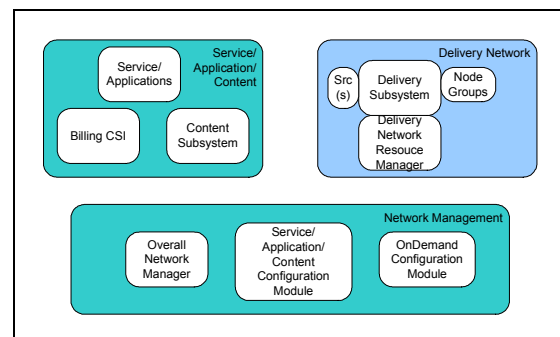 Service/
Application/
Content
Service/
Applications
Billing CSI
Content
Subsystem
Delivery Network
Src
(s)
Delivery
Subsystem
Node
Groups
Delivery
Network
Resouce
Manager
Network Management
Overall
Network
Manager
Service/
Application/
Content
Configuration
Module
OnDemand
Configuration
Module